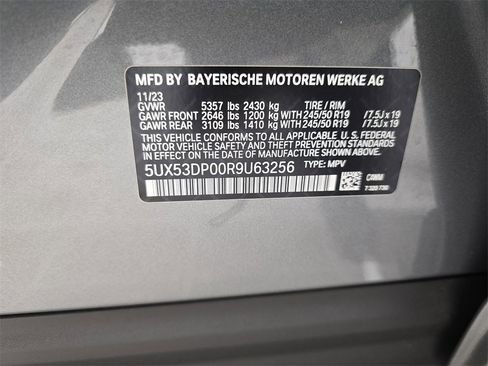 MFD BY BAYERISCHE MOTOREN WERKE AG
11/23
GVWR 5357 lbs 2430 kg TIRE / RIM
GAWR FRONT 2646 lbs 1200 kg WITH 245/50 R19 / 7.5J x 19
GAWR REAR 3109 lbs 1410 kg WITH 245/50 R19 / 7.5J x 19
THIS VEHICLE CONFORMS TO ALL APPLICABLE U. S. FEDERAL
MOTOR VEHICLE SAFETY, BUMPER, AND THEFT PREVENTION STANDARDS
IN EFFECT ON THE DATE OF MANUFACTURE SHOWN ABOVE.
5UX53DP00R9U63256 TYPE: MPV